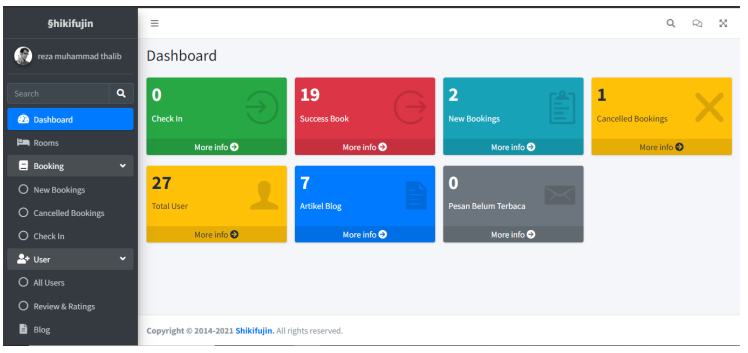 §hikifujin
reza muhammad thalib
Search
Dashboard
Rooms
Booking
New Bookings
Cancelled Bookings
Check In
User
All Users
Review & Ratings
Blog
Dashboard
0
Check In
More info
19
Success Book
More info
2
New Bookings
More info
1
Cancelled Bookings
More info
27
Total User
More info
7
Artikel Blog
More info
0
Pesan Belum Terbaca
More info
Copyright © 2014-2021 Shikifujin. All rights reserved.